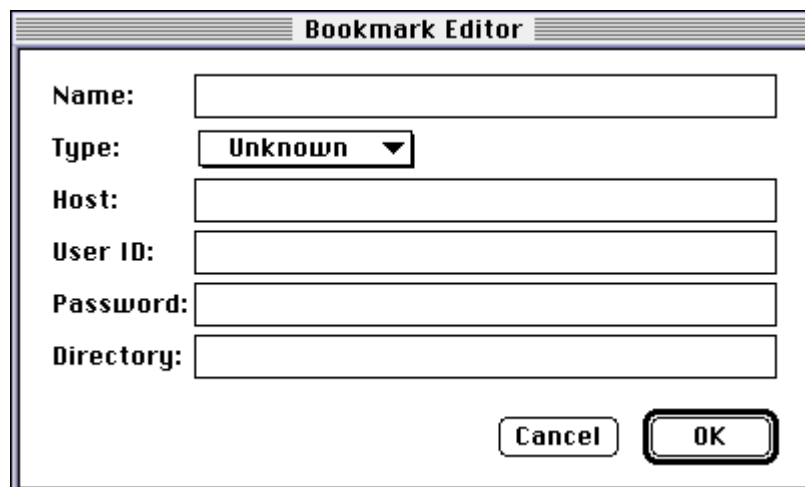 Bookmark Editor
Name:
Type: Unknown
Host:
User ID:
Password:
Directory:
Cancel OK